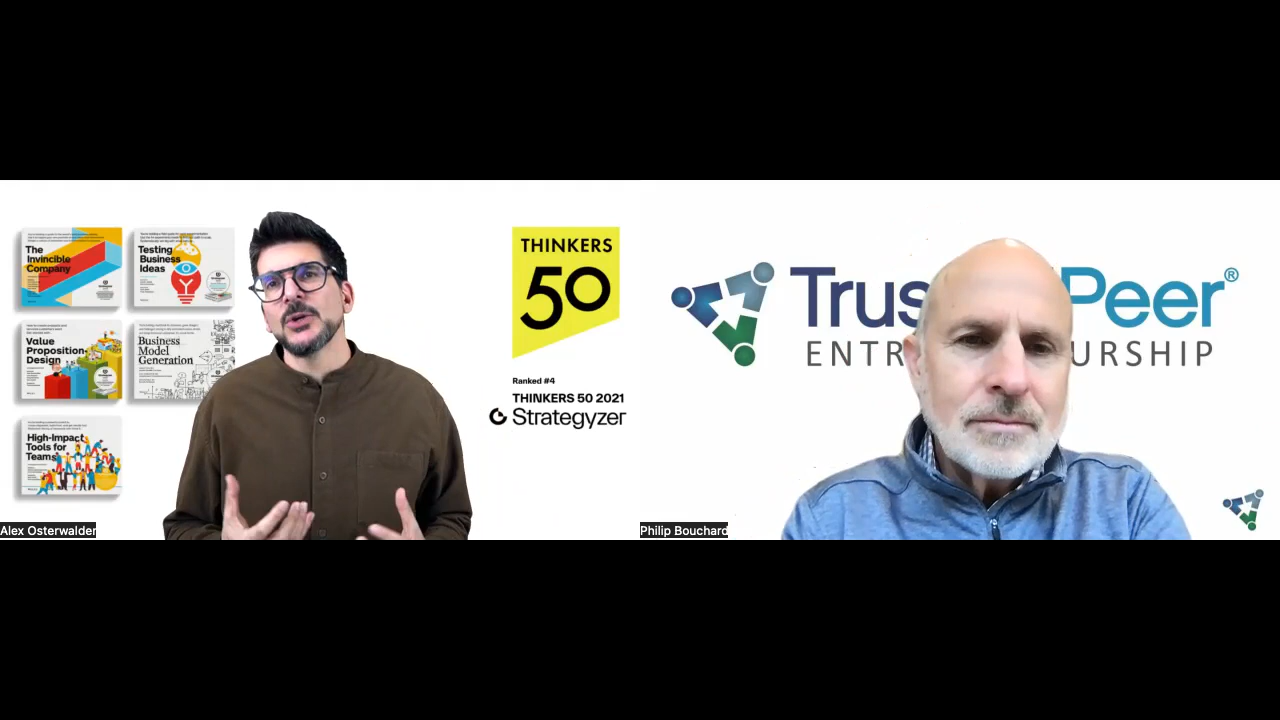 The
Invincible
Company
Testing
Business
Ideas
Value
Proposition
Design
Business
Model
Generation
High-Impact
Tools for
Teams
THINKERS
50
Ranked #4
THINKERS 50 2021
Strategyzer
Alex Osterwalder
Trus Peer®
ENTR URSHIP
Philip Bouchard